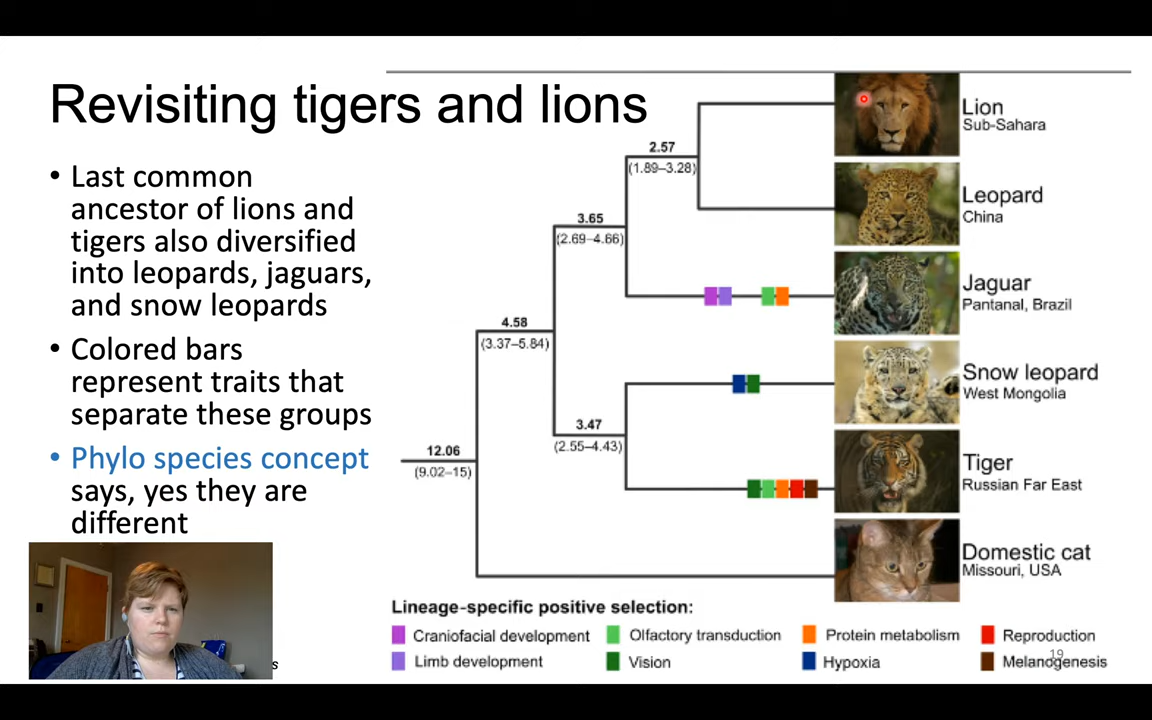 Revisiting tigers and lions
• Last common
ancestor of lions and
tigers also diversified
into leopards, jaguars,
and snow leopards
• Colored bars
represent traits that
separate these groups
• Phylo species concept
says, yes they are
different
s
12.06
(9.02–15)
4.58
(3.37–5.84)
3.65
(2.69–4.66)
2.57
(1.89–3.28)
3.47
(2.55–4.43)
Lion
Sub-Sahara
Leopard
China
Jaguar
Pantanal, Brazil
Snow leopard
West Mongolia
Tiger
Russian Far East
Domestic cat
Missouri, USA
Lineage-specific positive selection:
Craniofacial development
Olfactory transduction
Protein metabolism
Reproduction
Limb development
Vision
Hypoxia
Melanogenesis
19